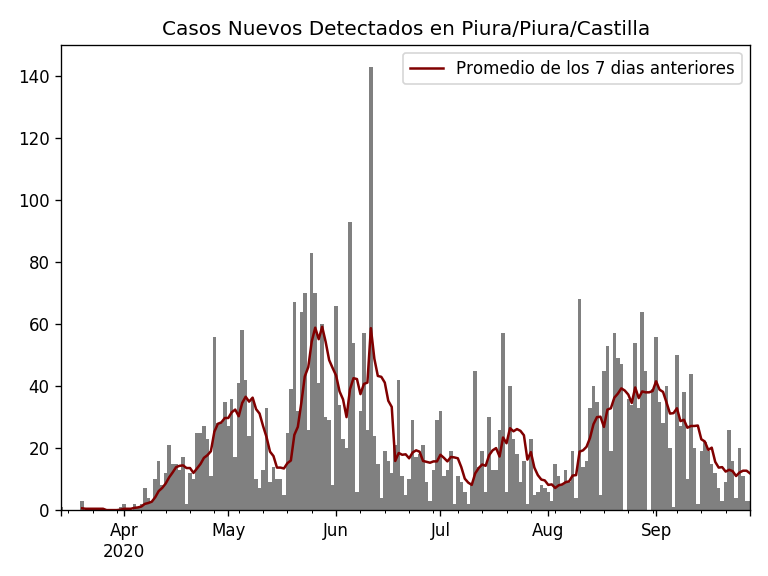 Casos Nuevos Detectados en Piura/Piura/Castilla
Promedio de los 7 dias anteriores
140
120
100
80
60
40
20
0
Apr
2020
May
Jun
Jul
Aug
Sep